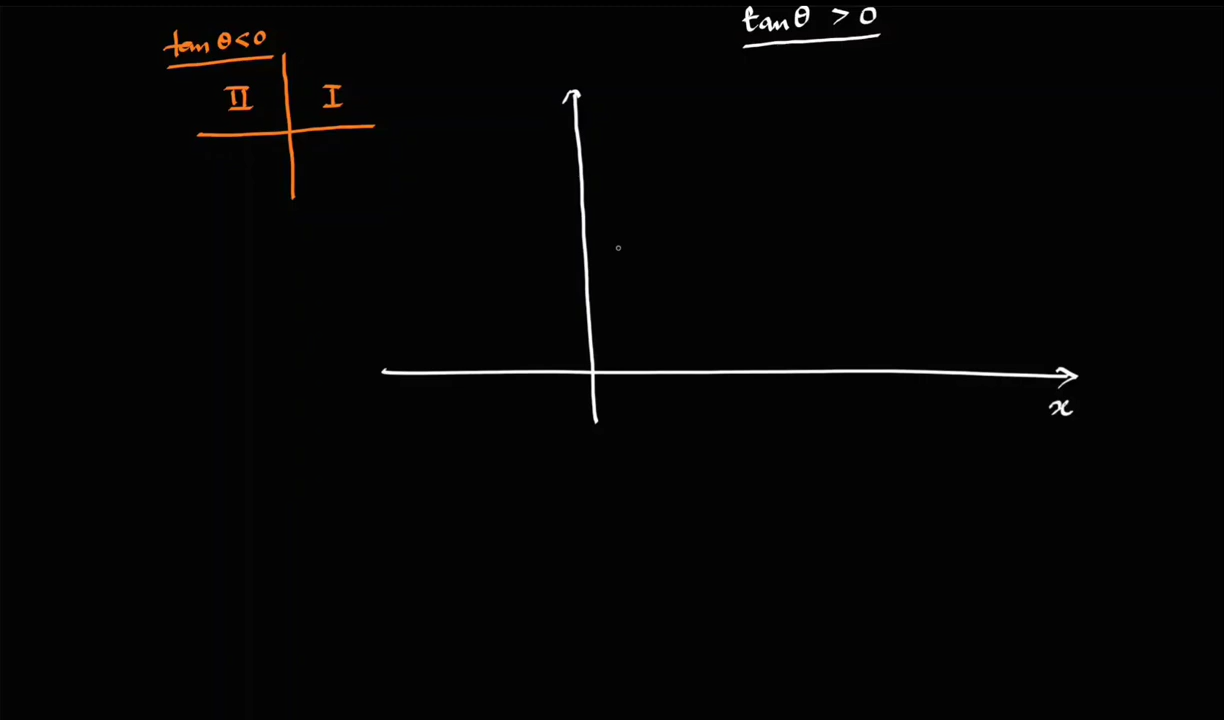 tan θ > 0
tan θ < 0
II I
x